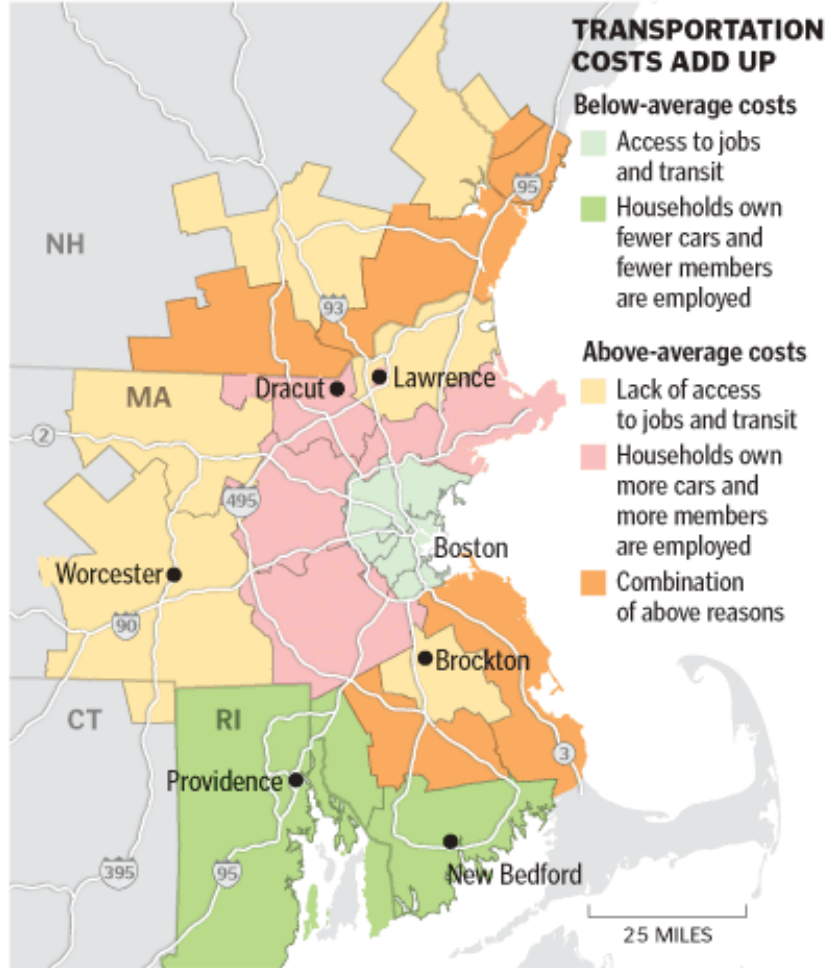 TRANSPORTATION
COSTS ADD UP
Below-average costs
Access to jobs
and transit
Households own
fewer cars and
fewer members
are employed
Above-average costs
Lack of access
to jobs and transit
Households own
more cars and
more members
are employed
Combination
of above reasons
95
NH
93
Dracut
Lawrence
MA
2
495
Boston
Worcester
90
Brockton
CT
RI
3
Providence
395
95
New Bedford
25 MILES